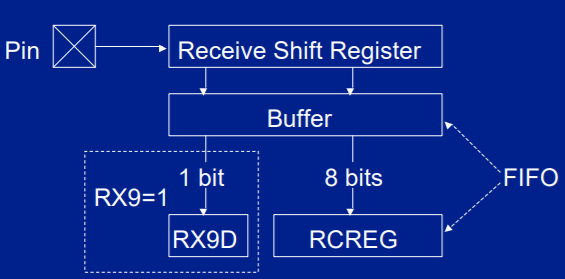 Pin
Receive Shift Register
Buffer
1 bit
8 bits
FIFO
RX9=1
RX9D
RCREG